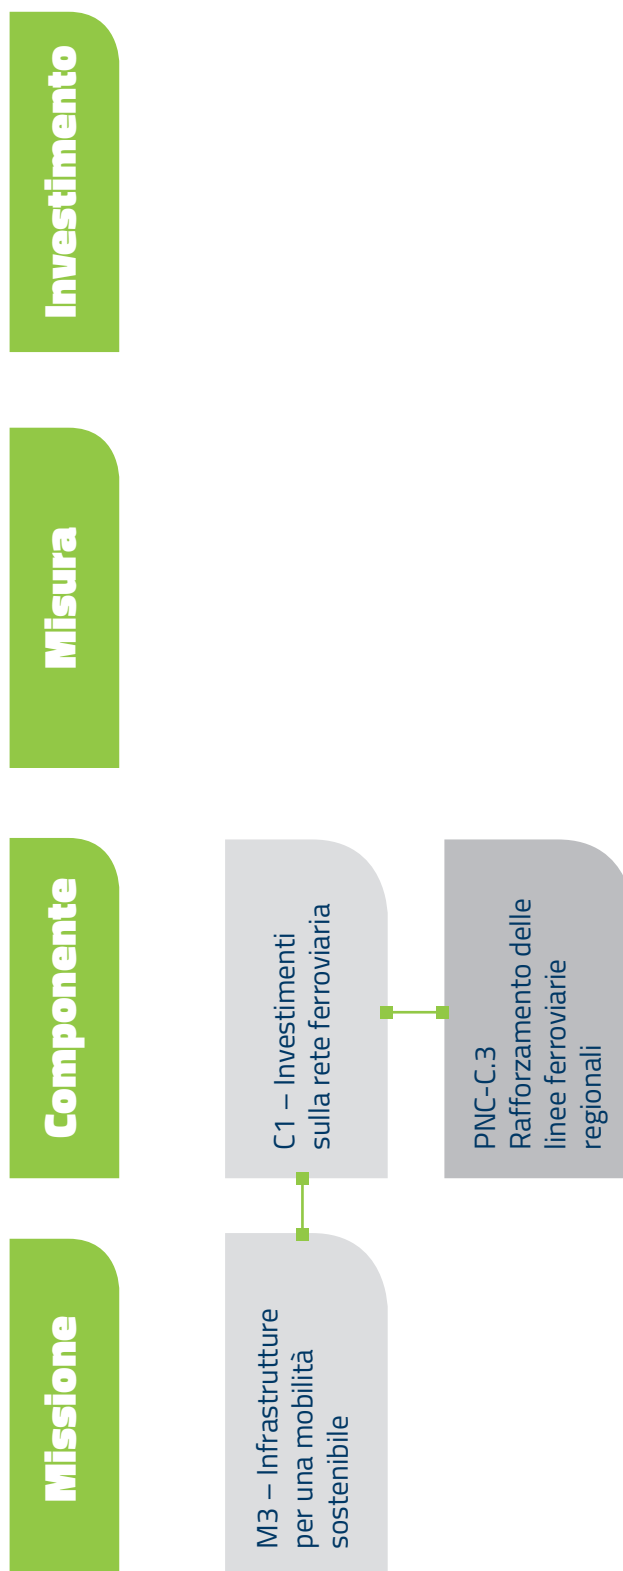 Missione
Componente
Misura
Investimento
M3 – Infrastrutture
per una mobilità
sostenibile
C1 – Investimenti
sulla rete ferroviaria
PNC-C.3
Rafforzamento delle
linee ferroviarie
regionali